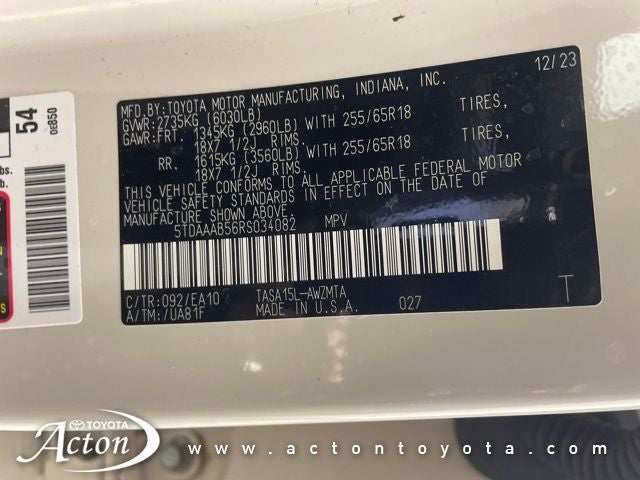 12/23
MFD.BY:TOYOTA MOTOR MANUFACTURING, INDIANA, INC.
GVWR:2735KG (6030LB)
GAWR:FRT. 1345KG (2960LB) WITH 255/65R18 TIRES,
18X7 1/2J RIMS.
RR. 1615KG (3560LB) WITH 255/65R18 TIRES,
18X7 1/2J RIMS.
THIS VEHICLE CONFORMS TO ALL APPLICABLE FEDERAL MOTOR
VEHICLE SAFETY STANDARDS IN EFFECT ON THE DATE OF
MANUFACTURE SHOWN ABOVE.
5TDAAAB56RS034082 MPV
C/TR:092/EA10 TASA15L-AWZMTA
A/TM:/UA81F MADE IN U.S.A. 027 T
54
0E850
bs.
b.
S
TOYOTA
Acton
www.actontoyota.com